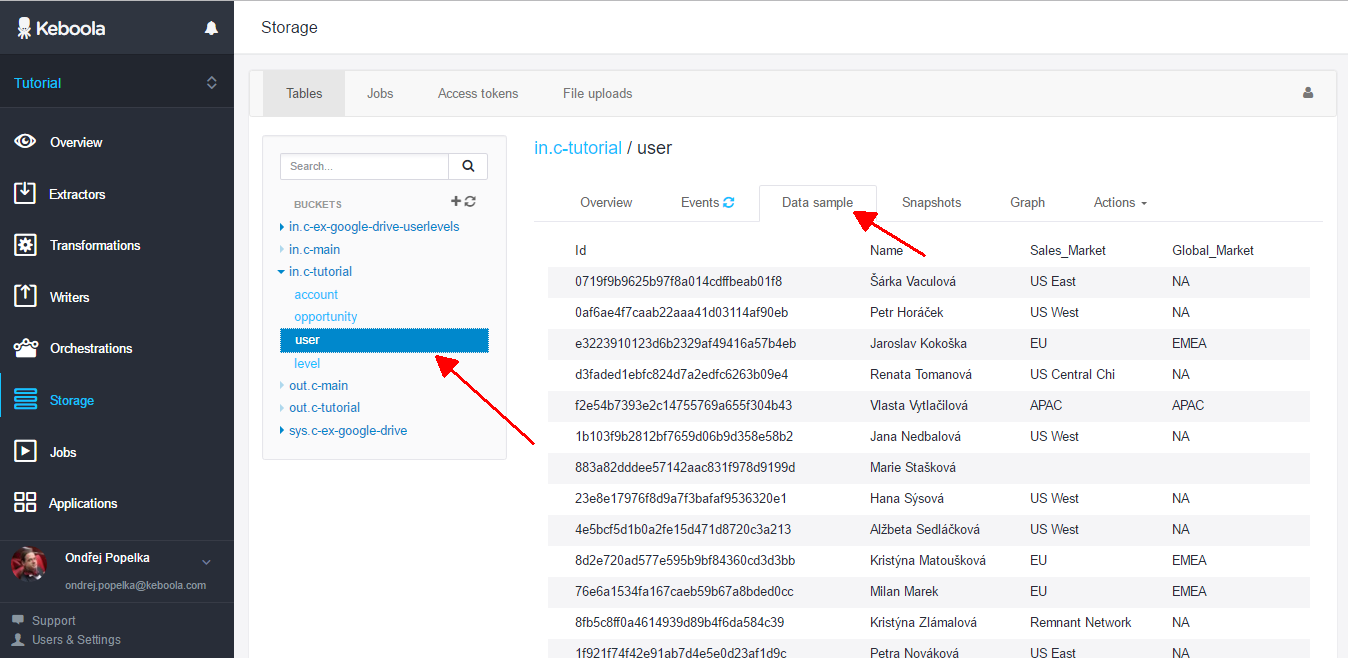 Keboola
Tutorial
Overview
Extractors
Transformations
Writers
Orchestrations
Storage
Jobs
Applications
Ondřej Popelka
ondrej.popelka@keboola.com
Support
Users & Settings
Storage
Tables Jobs Access tokens File uploads
Search...
BUCKETS
in.c-ex-google-drive-userlevels
in.c-main
in.c-tutorial
account
opportunity
user
level
out.c-main
out.c-tutorial
sys.c-ex-google-drive
in.c-tutorial / user
Overview Events Data sample Snapshots Graph Actions
Id Name Sales_Market Global_Market
0719f9b9625b97f8a014cdffbeab01f8 Šárka Vaculová US East NA
0af6ae4f7caab22aaa41d03114af90eb Petr Horáček US West NA
e3223910123d6b2329af49416a57b4eb Jaroslav Kokoška EU EMEA
d3faded1ebfc824d7a2edfc6263b09e4 Renata Tomanová US Central Chi NA
f2e54b7393e2c14755769a655f304b43 Vlasta Vytlačilová APAC APAC
1b103f9b2812bf7659d06b9d358e58b2 Jana Nedbalová US West NA
883a82dddee57142aac831f978d9199d Marie Stašková
23e8e17976f8d9a7f3bafaf9536320e1 Hana Sýsová US West NA
4e5bcf5d1b0a2fe15d471d8720c3a213 Alžbeta Sedláčková US West NA
8d2e720ad577e595b9bf84360cd3d3bb Kristýna Matoušková EU EMEA
76e6a1534fa167caeb59b67a8bded0cc Milan Marek EU EMEA
8fb5c8ff0a4614939d89b4f6da584c39 Kristýna Zlámalová Remnant Network NA
1f921f74f42e91ab7d4e5e0d23af1d9c Petra Nováková US East NA